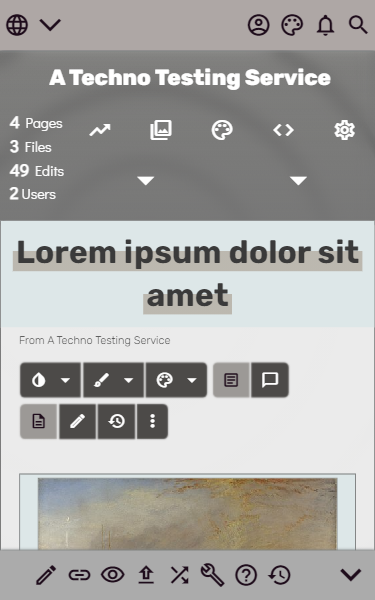 A Techno Testing Service
4 Pages
3 Files
49 Edits
2 Users
Lorem ipsum dolor sit
amet
From A Techno Testing Service